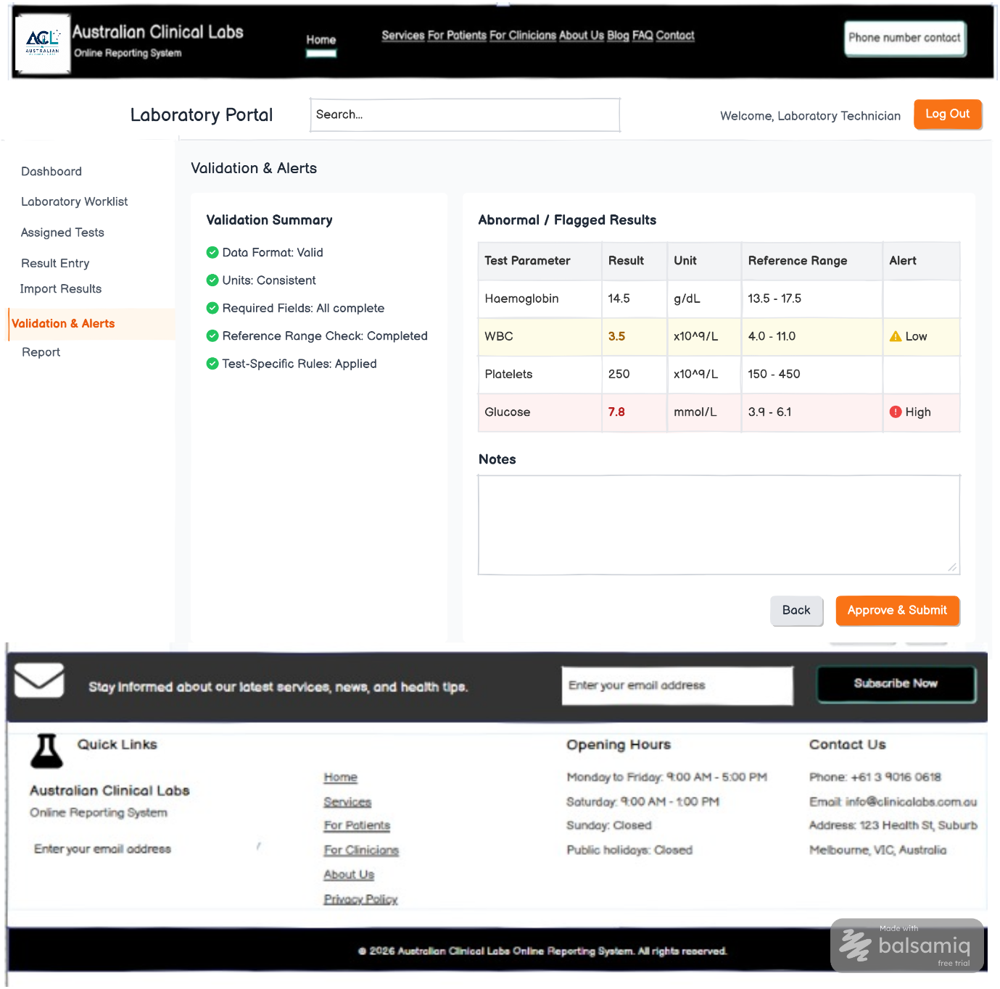 ACL
AUSTRALIAN
Australian Clinical Labs
Online Reporting System
Home
Services For Patients For Clinicians About Us Blog FAQ Contact
Phone number contact
Laboratory Portal
Search...
Welcome, Laboratory Technician
Log Out
Dashboard
Laboratory Worklist
Assigned Tests
Result Entry
Import Results
Validation & Alerts
Report
Validation & Alerts
Validation Summary
Data Format: Valid
Units: Consistent
Required Fields: All complete
Reference Range Check: Completed
Test-Specific Rules: Applied
Abnormal / Flagged Results
Test Parameter Result Unit Reference Range Alert
Haemoglobin 14.5 g/dL 13.5 - 17.5
WBC 3.5 x10^9/L 4.0 - 11.0 Low
Platelets 250 x10^9/L 150 - 450
Glucose 7.8 mmol/L 3.9 - 6.1 High
Notes
Back
Approve & Submit
Stay informed about our latest services, news, and health tips.
Enter your email address
Subscribe Now
Quick Links
Australian Clinical Labs
Online Reporting System
Enter your email address
Home
Services
For Patients
For Clinicians
About Us
Privacy Policy
Opening Hours
Monday to Friday: 9:00 AM - 5:00 PM
Saturday: 9:00 AM - 1:00 PM
Sunday: Closed
Public holidays: Closed
Contact Us
Phone: +61 3 9016 0618
Email: info@clinicalabs.com.au
Address: 123 Health St, Suburb
Melbourne, VIC, Australia
© 2026 Australian Clinical Labs Online Reporting System. All rights reserved.
Made with
balsamiq
free trial